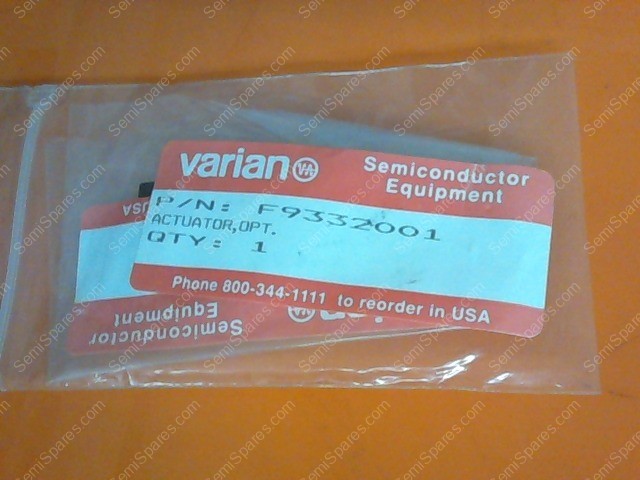 varian
Semiconductor
Equipment
P/N: F9332001
ACTUATOR,OPT.
QTY: 1
Phone 800-344-1111 to reorder in USA
USA
Semiconductor
Equipment
SemiSpares.com